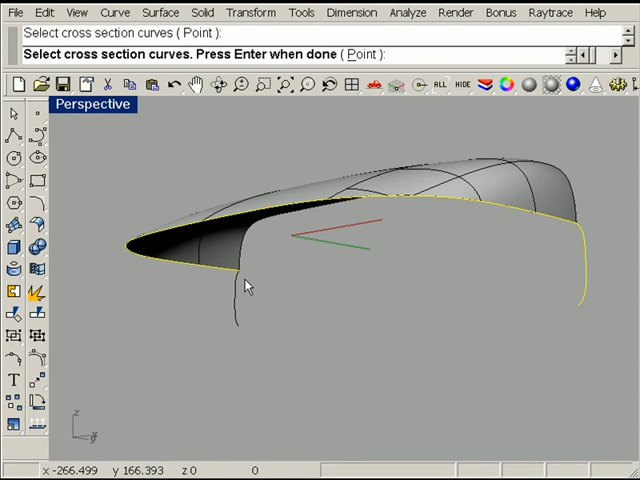 File Edit View Curve Surface Solid Transform Tools Dimension Analyze Render Bonus Raytrace Help
Select cross section curves ( Point ):
Select cross section curves. Press Enter when done ( Point ):
ALL HIDE
Perspective
T
z
x -266.499 y 166.393 z 0 0